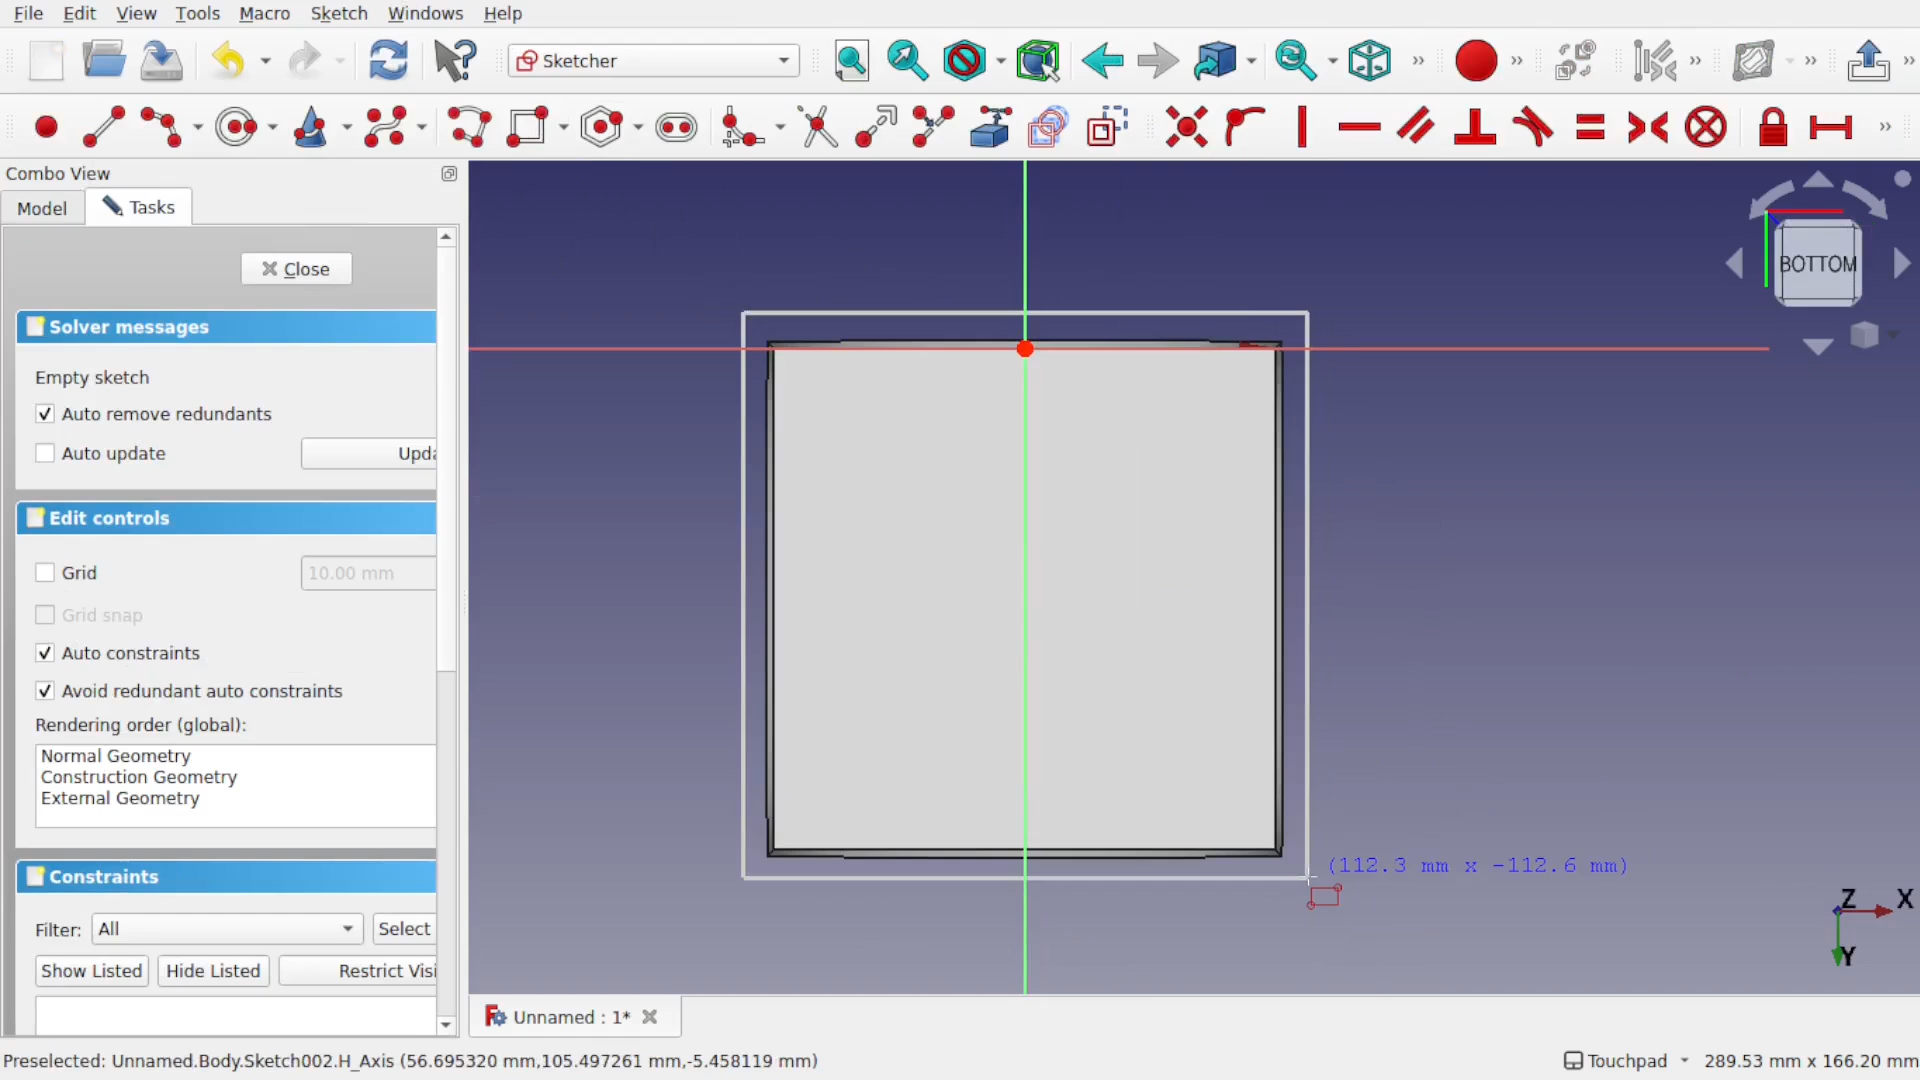 File Edit View Tools Macro Sketch Windows Help
Sketcher
Combo View
Model Tasks
Close
Solver messages
Empty sketch
Auto remove redundants
Auto update Upda
Edit controls
Grid 10.00 mm
Grid snap
Auto constraints
Avoid redundant auto constraints
Rendering order (global):
Normal Geometry
Construction Geometry
External Geometry
Constraints
Filter: All Select
Show Listed Hide Listed Restrict Visi
BOTTOM
(112.3 mm x -112.6 mm)
Z X
Y
Unnamed : 1*
Preselected: Unnamed.Body.Sketch002.H_Axis (56.695320 mm,105.497261 mm,-5.458119 mm)
Touchpad 289.53 mm x 166.20 mm